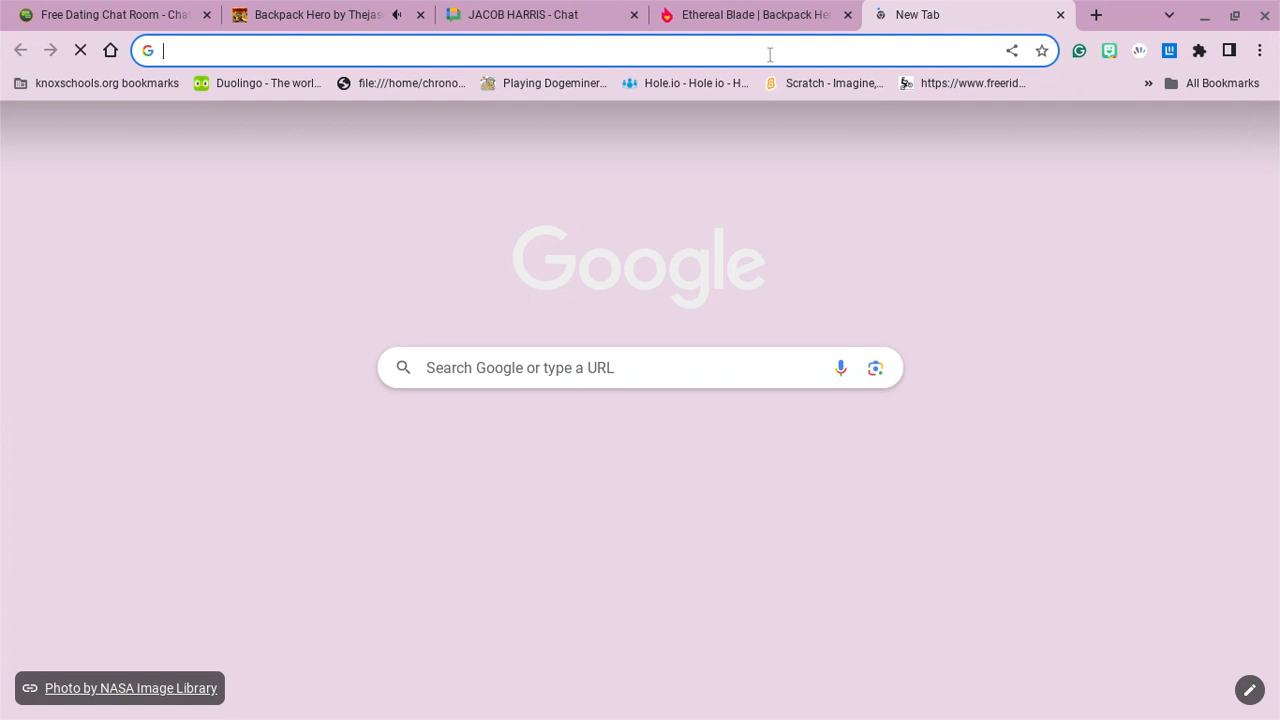 Free Dating Chat Room - Cha
Backpack Hero by Thejas
JACOB HARRIS - Chat
Ethereal Blade | Backpack He
New Tab
knoxschools.org bookmarks
Duolingo - The worl...
file:///home/chrono...
Playing Dogeminer...
Hole.io - Hole io - H...
Scratch - Imagine,...
https://www.freerid...
»
All Bookmarks
Google
Search Google or type a URL
Photo by NASA Image Library